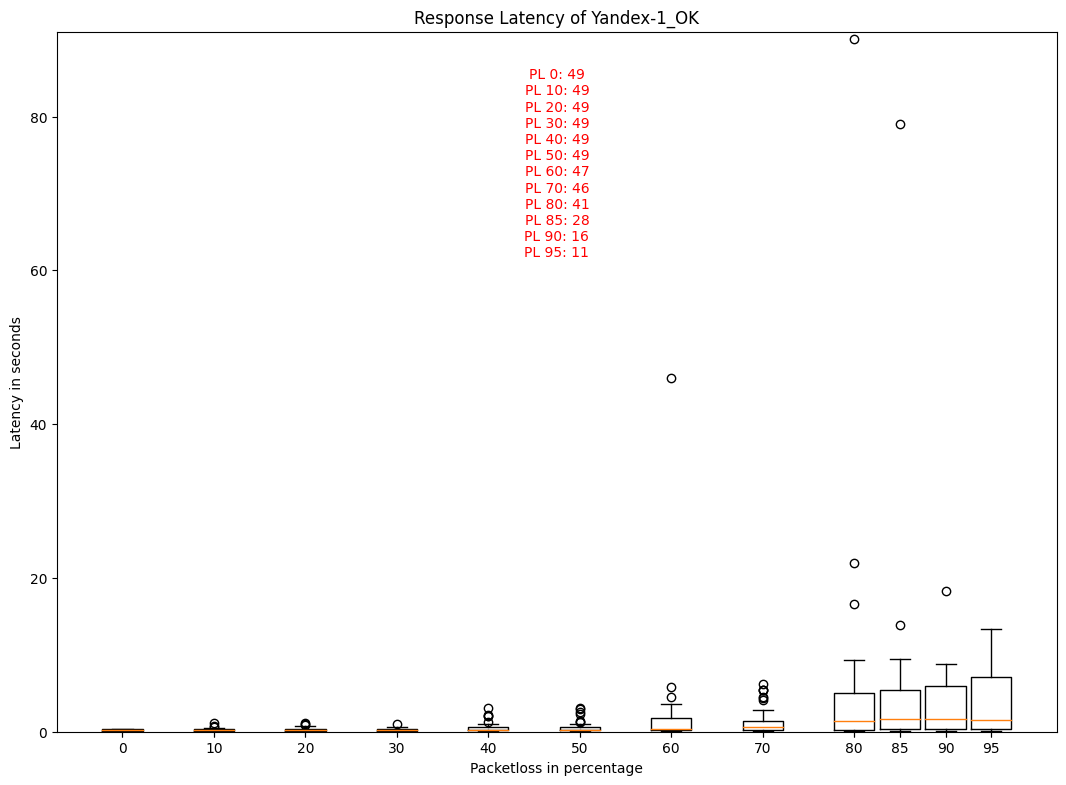 Response Latency of Yandex-1_OK
PL 0: 49
PL 10: 49
PL 20: 49
PL 30: 49
PL 40: 49
PL 50: 49
PL 60: 47
PL 70: 46
PL 80: 41
PL 85: 28
PL 90: 16
PL 95: 11
Latency in seconds
80
60
40
20
0
0 10 20 30 40 50 60 70 80 85 90 95
Packetloss in percentage